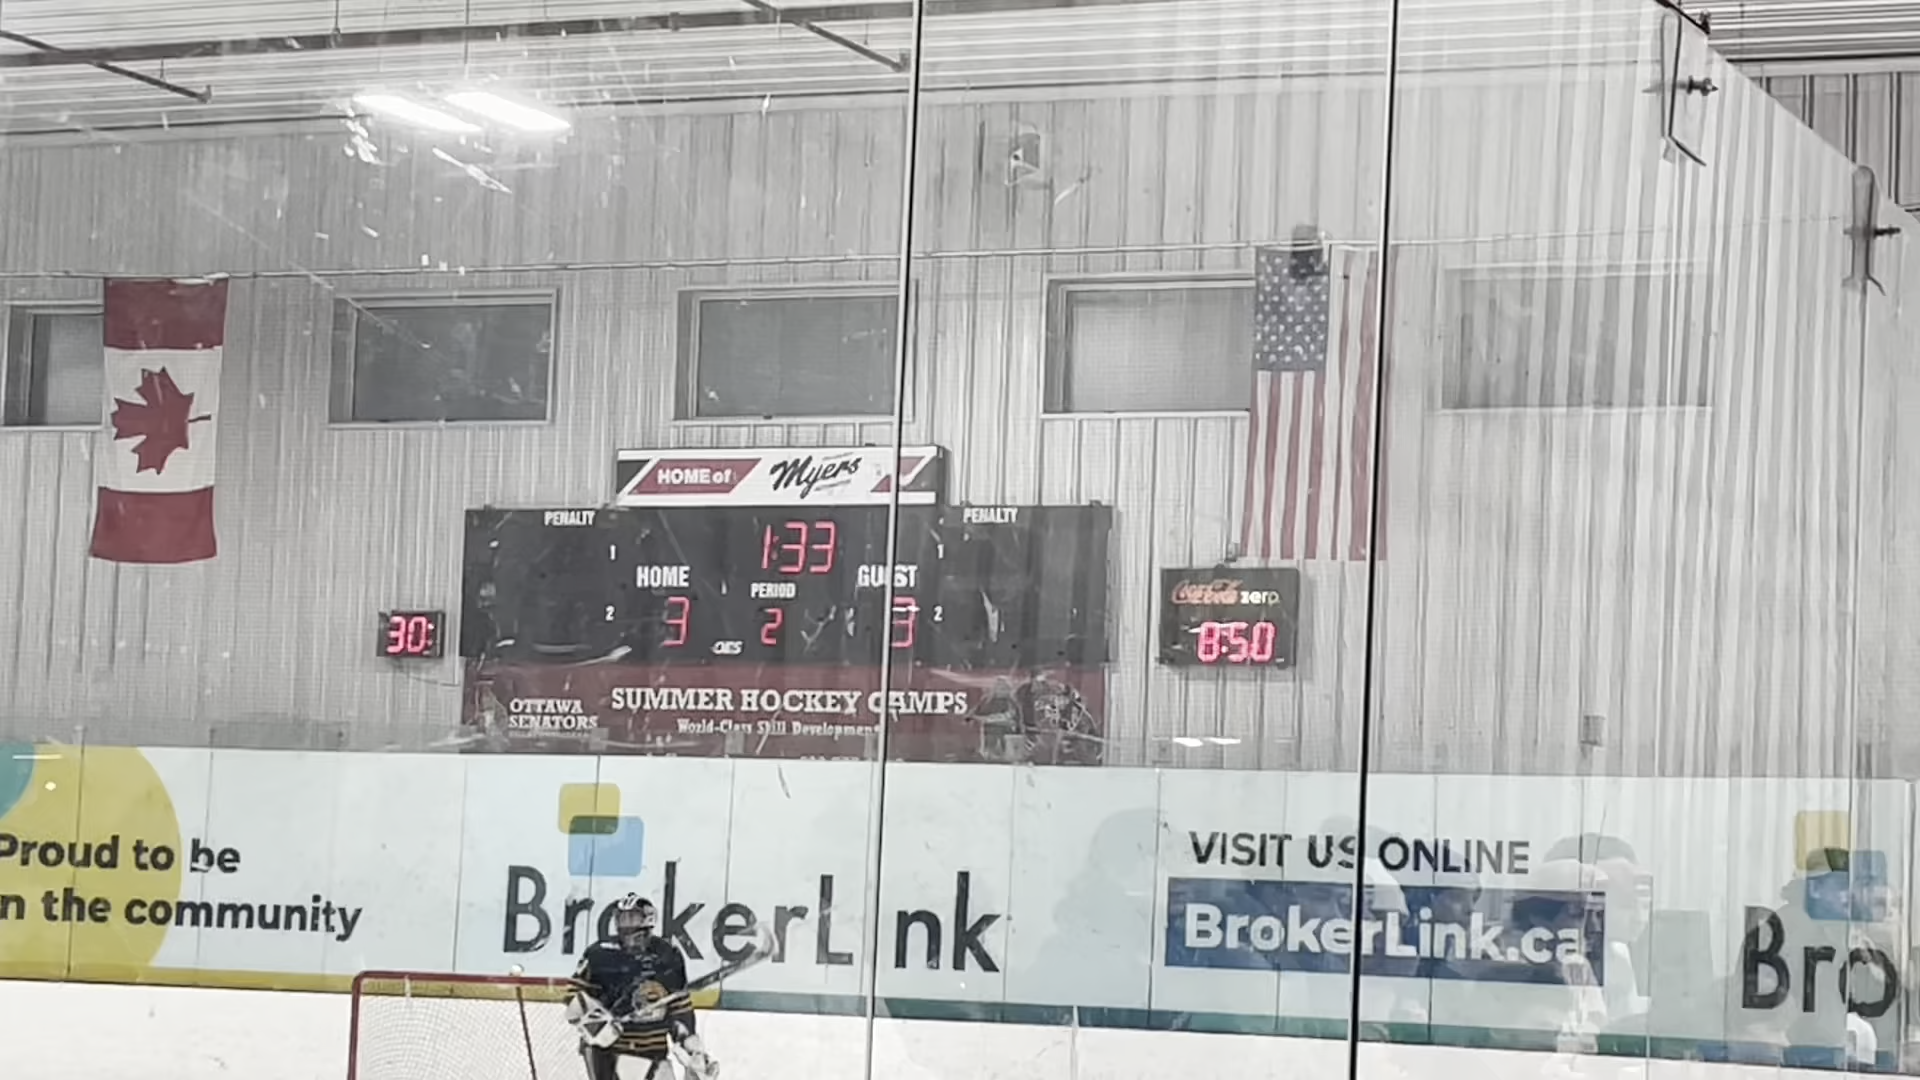 HOME of Myers
PENALTY
PENALTY
1:33
1
1
HOME
GUEST
PERIOD
2
2
3
2
3
OES
30:
Coca-Cola zero
8:50
OTTAWA
SENATORS
SUMMER HOCKEY CAMPS
World-Class Skill Development
Proud to be
in the community
BrokerLink
VISIT US ONLINE
BrokerLink.ca
Bro